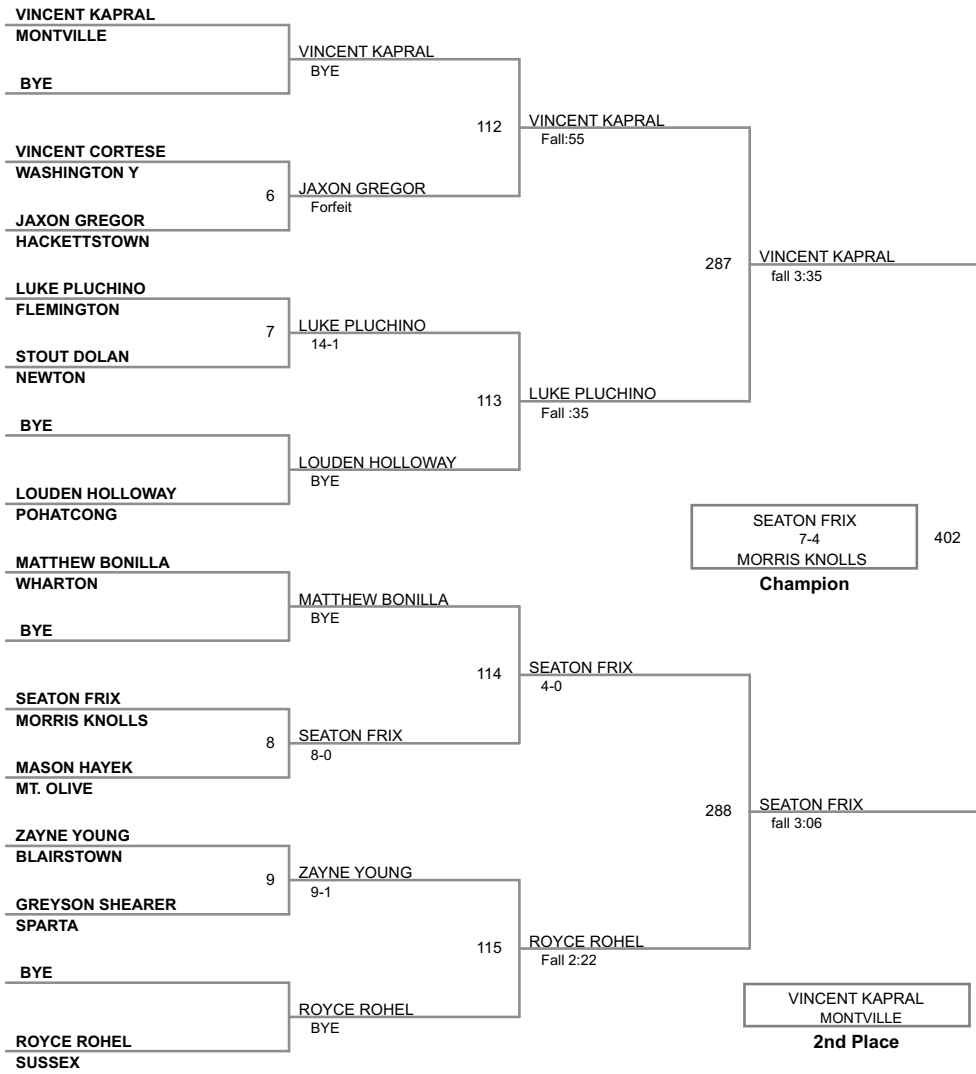 VINCENT KAPRAL
MONTVILLE
BYE
VINCENT CORTESE
WASHINGTON Y
JAXON GREGOR
HACKETTSTOWN
LUKE PLUCHINO
FLEMINGTON
STOUT DOLAN
NEWTON
BYE
LOUDEN HOLLOWAY
POHATCONG
MATTHEW BONILLA
WHARTON
BYE
SEATON FRIX
MORRIS KNOLLS
MASON HAYEK
MT. OLIVE
ZAYNE YOUNG
BLAIRSTOWN
GREYSON SHEARER
SPARTA
BYE
ROYCE ROHEL
SUSSEX
VINCENT KAPRAL
BYE
6
JAXON GREGOR
Forfeit
7
LUKE PLUCHINO
14-1
LOUDEN HOLLOWAY
BYE
MATTHEW BONILLA
BYE
8
SEATON FRIX
8-0
9
ZAYNE YOUNG
9-1
ROYCE ROHEL
BYE
112
VINCENT KAPRAL
Fall:55
113
LUKE PLUCHINO
Fall :35
114
SEATON FRIX
4-0
115
ROYCE ROHEL
Fall 2:22
287
VINCENT KAPRAL
fall 3:35
288
SEATON FRIX
fall 3:06
SEATON FRIX
7-4
MORRIS KNOLLS
402
Champion
VINCENT KAPRAL
MONTVILLE
2nd Place